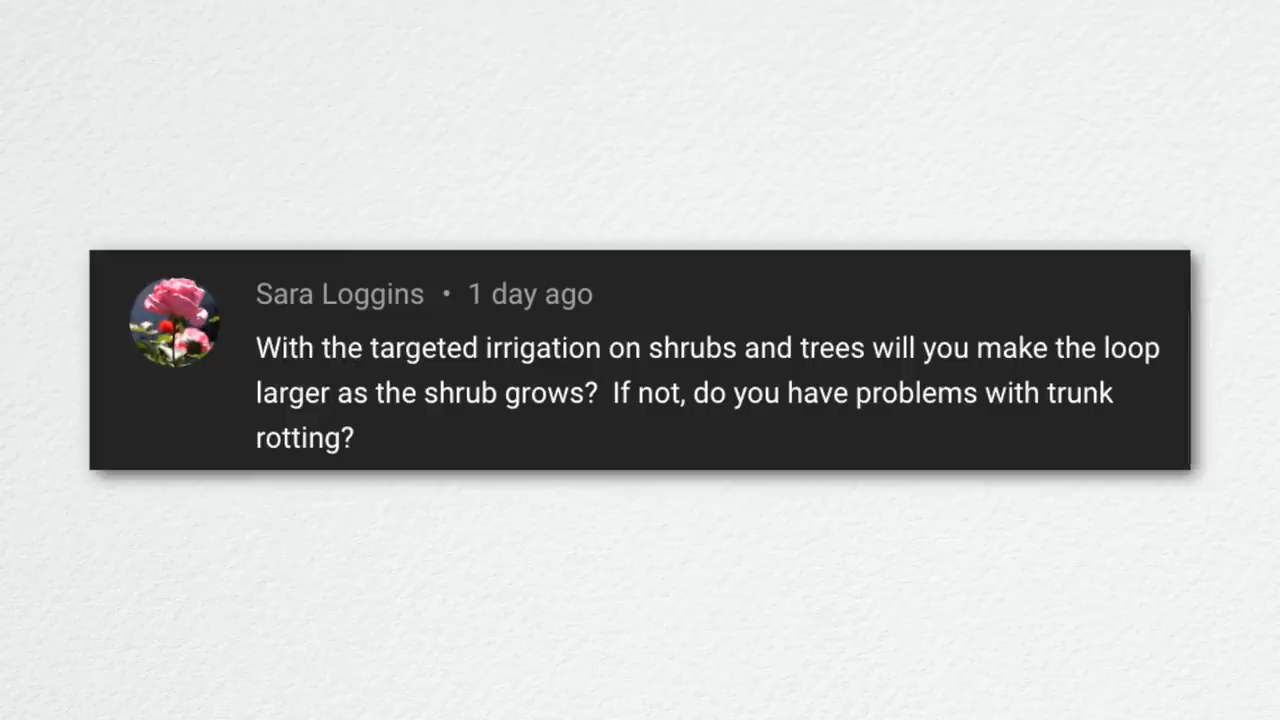 Sara Loggins • 1 day ago
With the targeted irrigation on shrubs and trees will you make the loop
larger as the shrub grows?  If not, do you have problems with trunk
rotting?